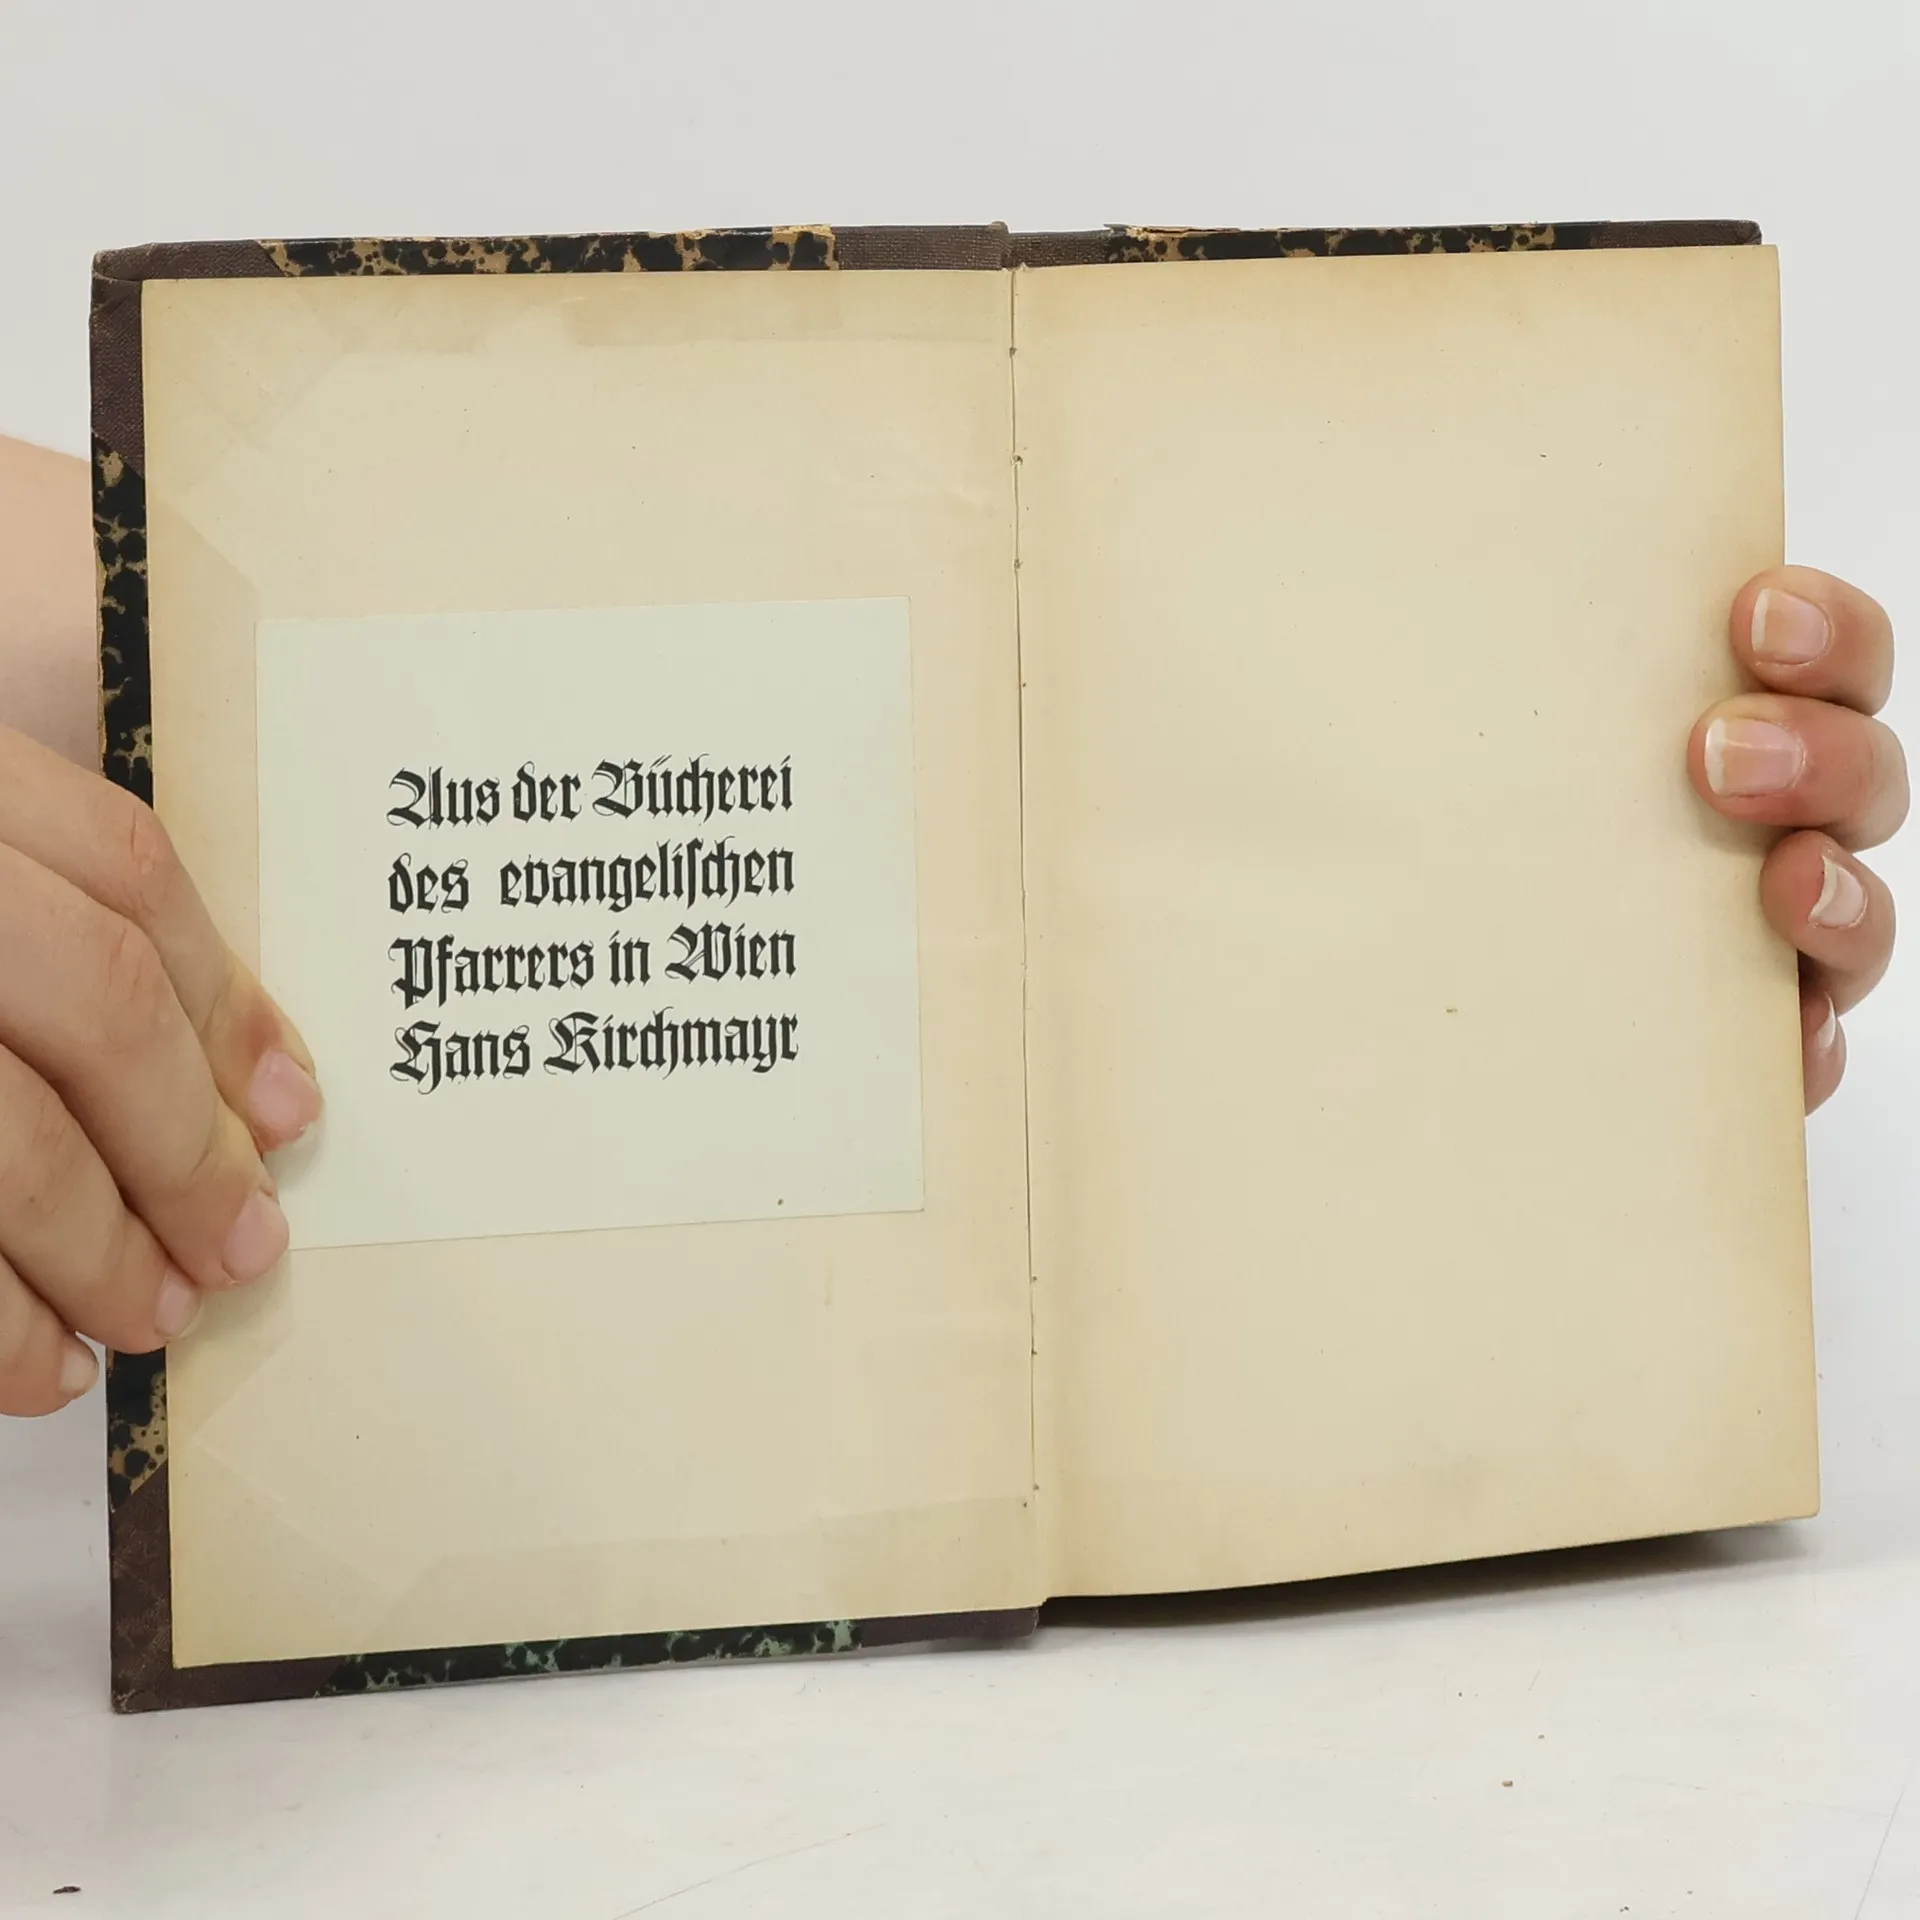 Aus der Bücherei
des evangeliſchen
Pfarrers in Wien
Hans Kirchmayr